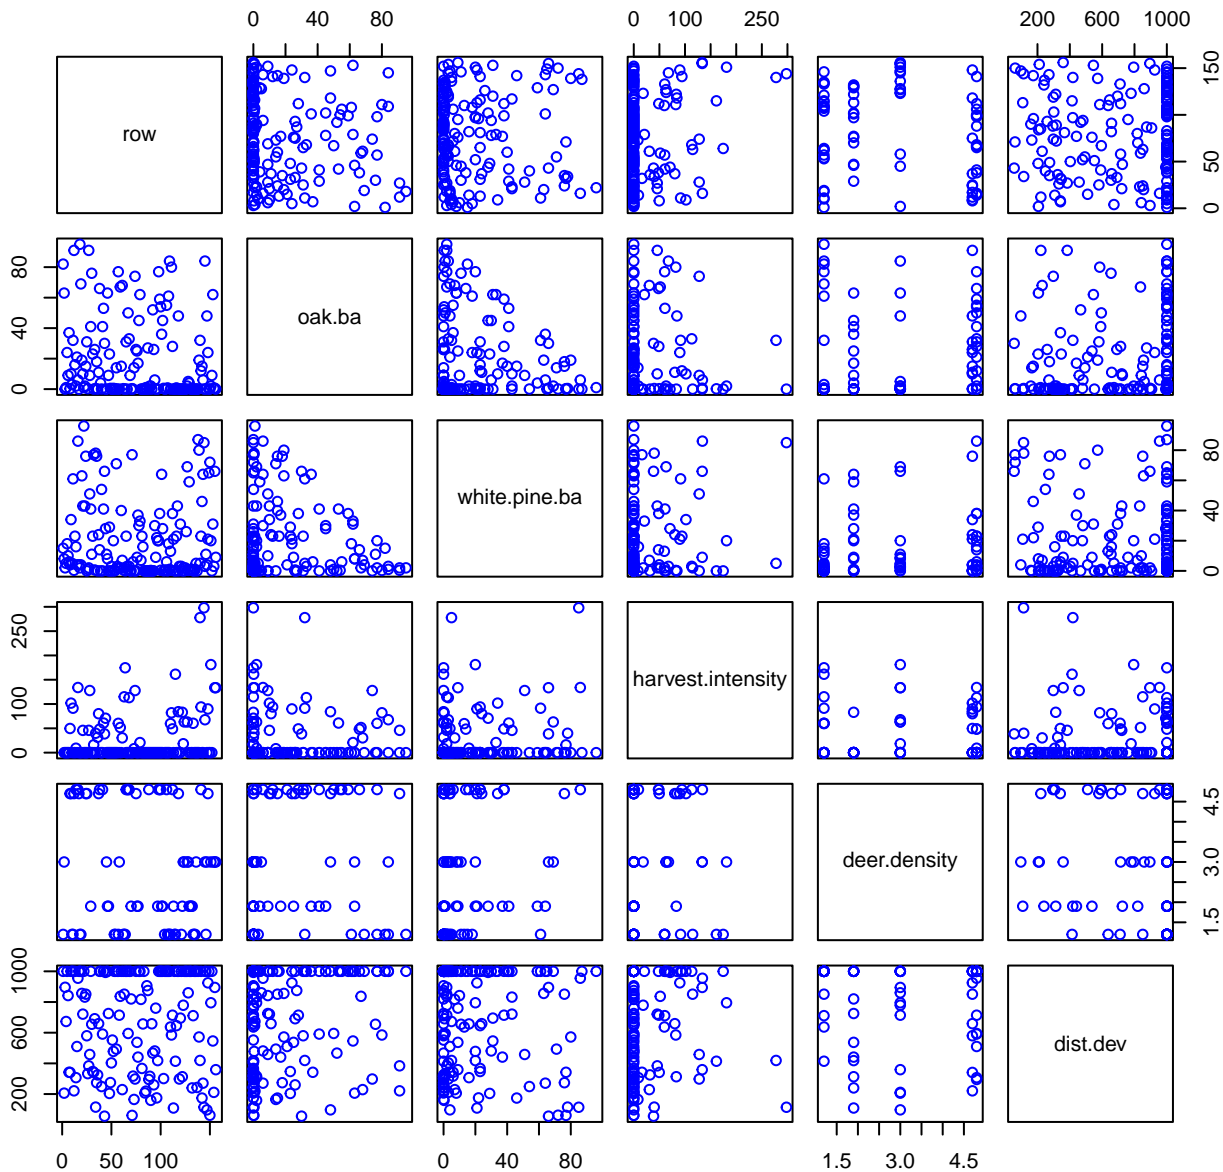 0 40 80 0 100 250 200 600 1000
row 0 50 150
0 40 80 oak.ba
white.pine.ba 0 40 80
0 100 250 harvest.intensity
deer.density 1.5 3.0 4.5
200 600 1000 dist.dev
0 50 100 0 40 80 1.5 3.0 4.5